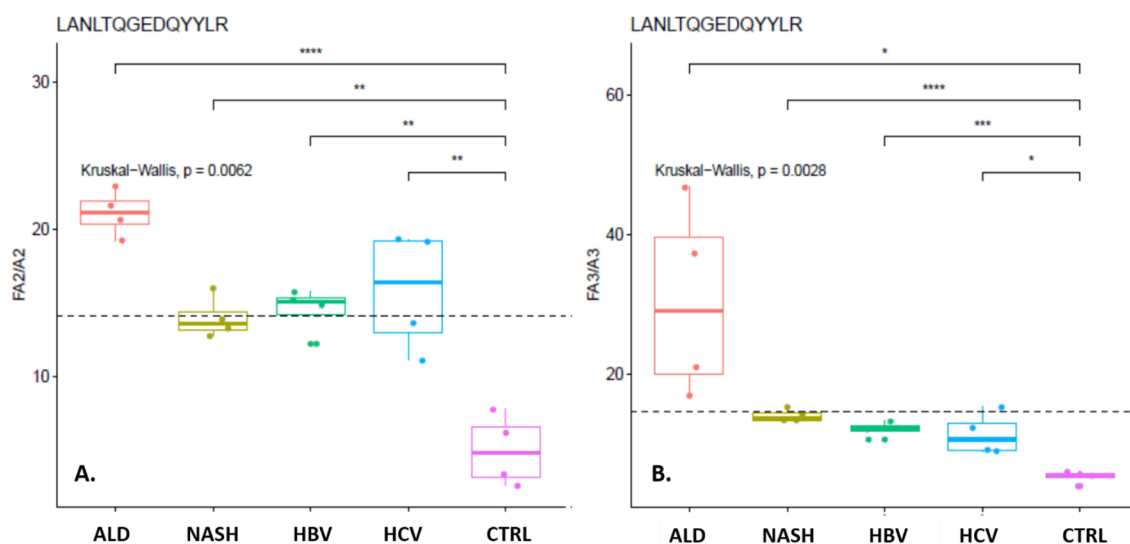 LANLTQGEDQYYLR
****
**
**
**
Kruskal-Wallis, p = 0.0062
30
20
10
FA2/A2
A.
ALD NASH HBV HCV CTRL
LANLTQGEDQYYLR
*
****
***
*
Kruskal-Wallis, p = 0.0028
60
40
20
FA3/A3
B.
ALD NASH HBV HCV CTRL